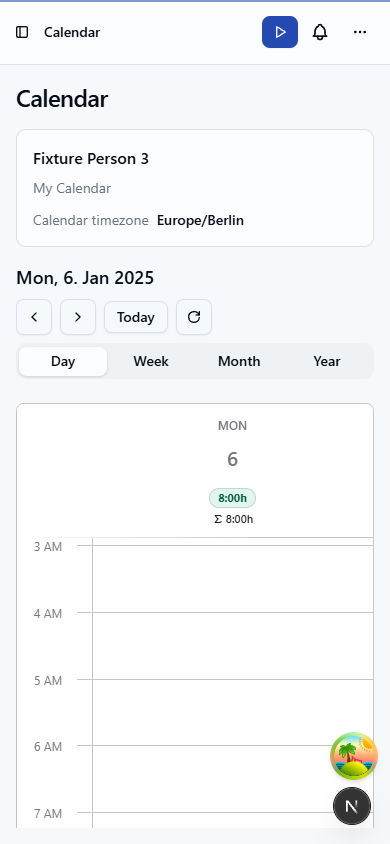 Calendar
Calendar
Fixture Person 3
My Calendar
Calendar timezone Europe/Berlin
Mon, 6. Jan 2025
Today
Day Week Month Year
MON
6
8:00h
Σ 8:00h
3 AM
4 AM
5 AM
6 AM
7 AM
N